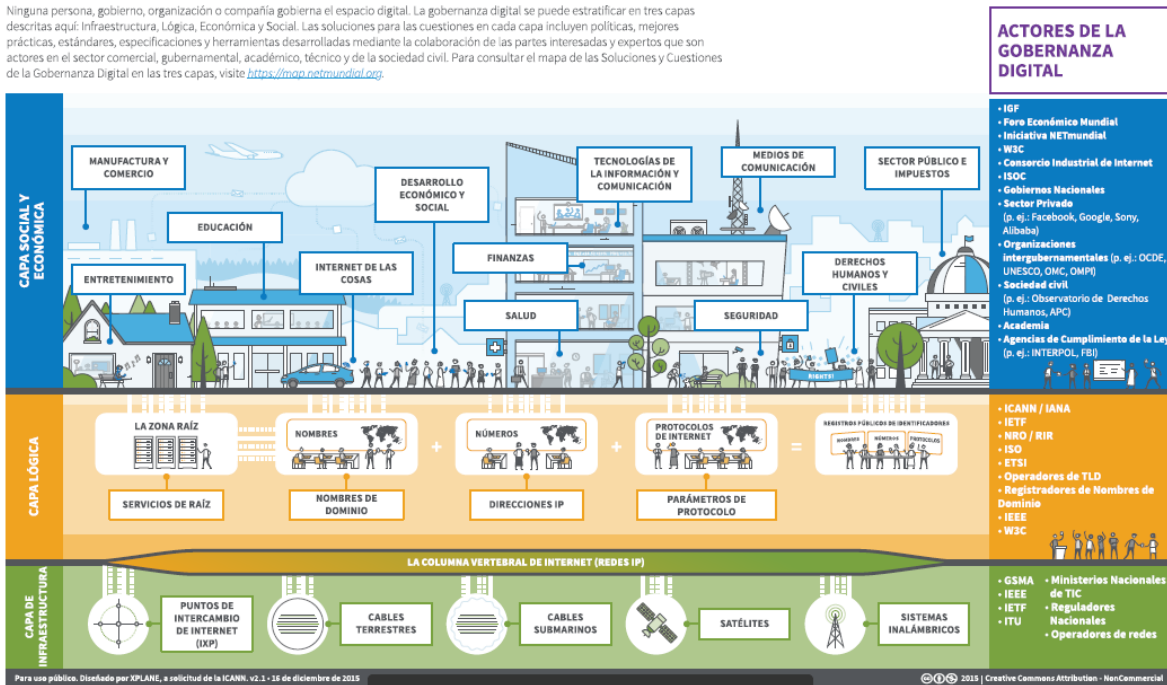 Ninguna persona, gobierno, organización o compañía gobierna el espacio digital. La gobernanza digital se puede estratificar en tres capas
descritas aquí: Infraestructura, Lógica, Económica y Social. Las soluciones para las cuestiones en cada capa incluyen políticas, mejores
prácticas, estándares, especificaciones y herramientas desarrolladas mediante la colaboración de las partes interesadas y expertos que son
actores en el sector comercial, gubernamental, académico, técnico y de la sociedad civil. Para consultar el mapa de las Soluciones y Cuestiones
de la Gobernanza Digital en las tres capas, visite https://map.netmundial.org.
ACTORES DE LA
GOBERNANZA
DIGITAL
CAPA SOCIAL Y
ECONÓMICA
MANUFACTURA Y
COMERCIO
EDUCACIÓN
ENTRETENIMIENTO
INTERNET DE LAS
COSAS
DESARROLLO
ECONÓMICO Y
SOCIAL
TECNOLOGÍAS DE
LA INFORMACIÓN Y
COMUNICACIÓN
FINANZAS
SALUD
MEDIOS DE
COMUNICACIÓN
SECTOR PÚBLICO E
IMPUESTOS
DERECHOS
HUMANOS Y
CIVILES
SEGURIDAD
RIGHTS!
• IGF
• Foro Económico Mundial
• Iniciativa NETmundial
• W3C
• Consorcio Industrial de Internet
• ISOC
• Gobiernos Nacionales
• Sector Privado
(p. ej.: Facebook, Google, Sony,
Alibaba)
• Organizaciones
intergubernamentales (p. ej.: OCDE,
UNESCO, OMC, OMPI)
• Sociedad civil
(p. ej.: Observatorio de Derechos
Humanos, APC)
• Academia
• Agencias de Cumplimiento de la Ley
(p. ej.: INTERPOL, FBI)
CAPA LÓGICA
LA ZONA RAÍZ
SERVICIOS DE RAÍZ
NOMBRES
NOMBRES DE
DOMINIO
+
NÚMEROS
DIRECCIONES IP
+
PROTOCOLOS
DE INTERNET
PARÁMETROS DE
PROTOCOLO
=
REGISTROS PÚBLICOS DE IDENTIFICADORES
NOMBRES NÚMEROS PROTOCOLOS
• ICANN / IANA
• IETF
• NRO / RIR
• ISO
• ETSI
• Operadores de TLD
• Registradores de Nombres de
Dominio
• IEEE
• W3C
LA COLUMNA VERTEBRAL DE INTERNET (REDES IP)
CAPA DE
INFRAESTRUCTURA
PUNTOS DE
INTERCAMBIO
DE INTERNET
(IXP)
CABLES
TERRESTRES
CABLES
SUBMARINOS
SATÉLITES
SISTEMAS
INALÁMBRICOS
• GSMA
• IEEE
• IETF
• ITU
• Ministerios Nacionales
de TIC
• Reguladores
Nacionales
• Operadores de redes
Para uso público. Diseñado por XPLANE, a solicitud de la ICANN. v2.1 - 16 de diciembre de 2015
2015 | Creative Commons Attribution - NonCommercial